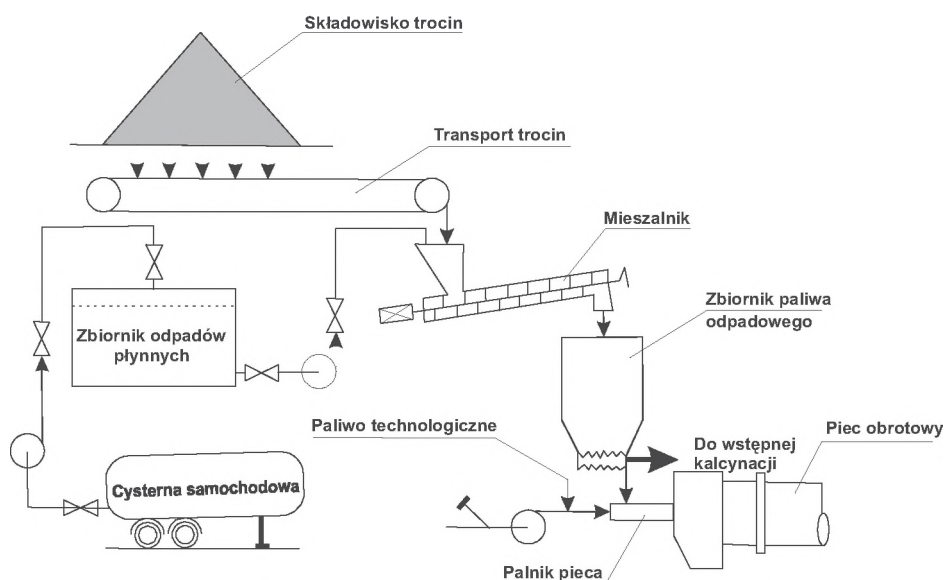 Składowisko trocin
Transport trocin
Mieszalnik
Zbiornik paliwa
odpadowego
Zbiornik odpadów
płynnych
Paliwo technologiczne
Do wstępnej
kalcynacji
Piec obrotowy
Cysterna samochodowa
Palnik pieca